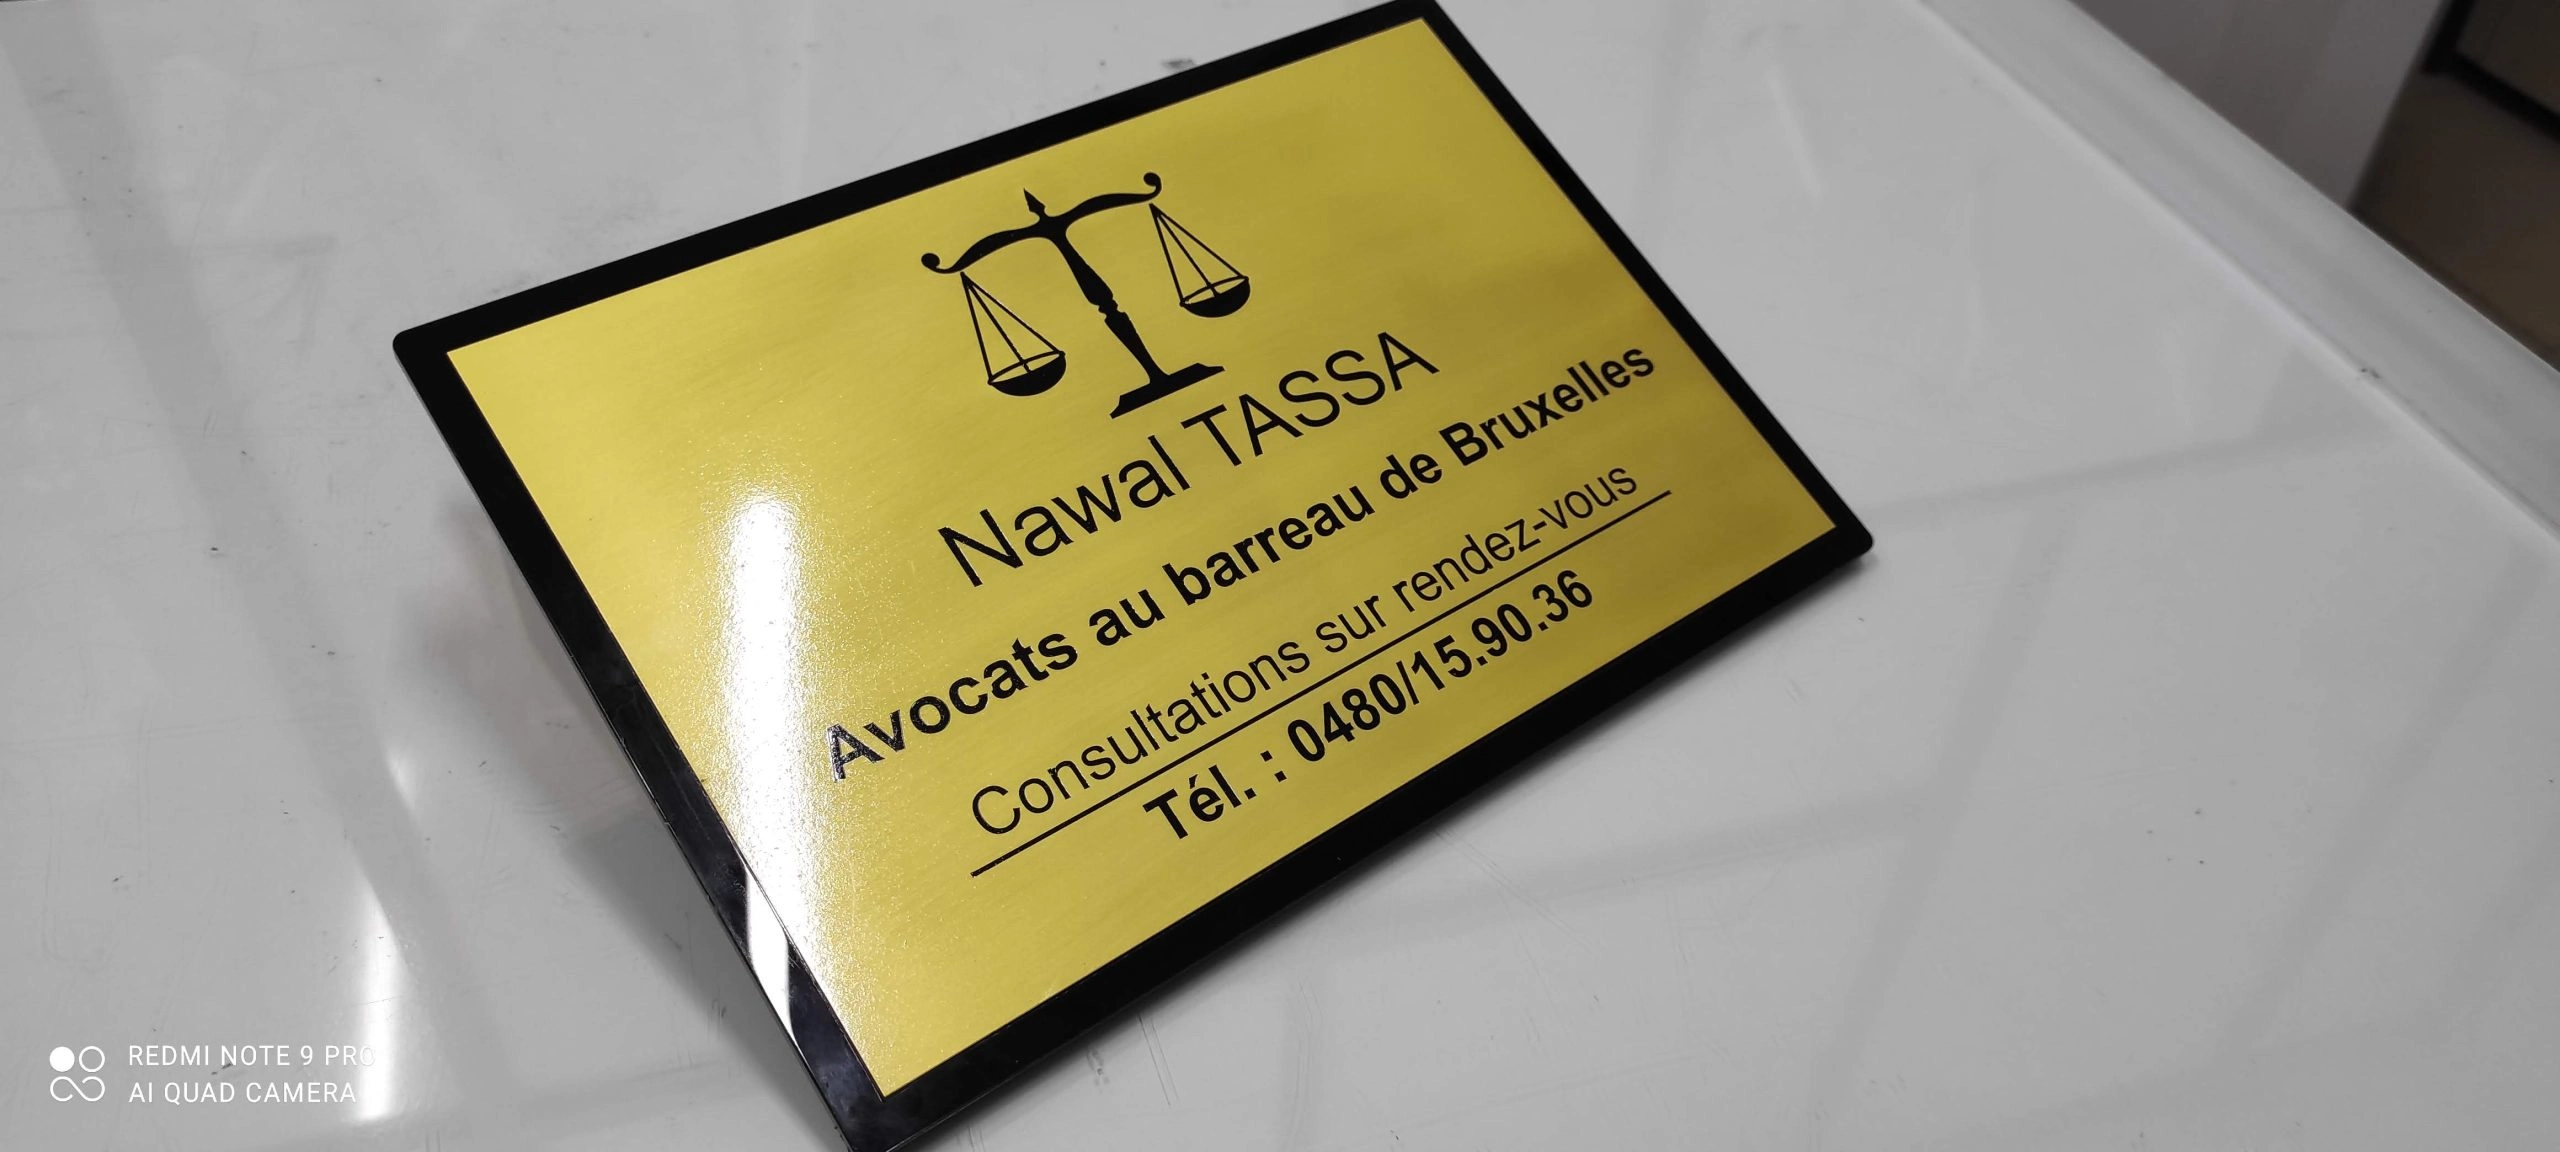 Nawal TASSA
Avocats au barreau de Bruxelles
Consultations sur rendez-vous
Tél. : 0480/15.90.36
REDMI NOTE 9 PRO
AI QUAD CAMERA